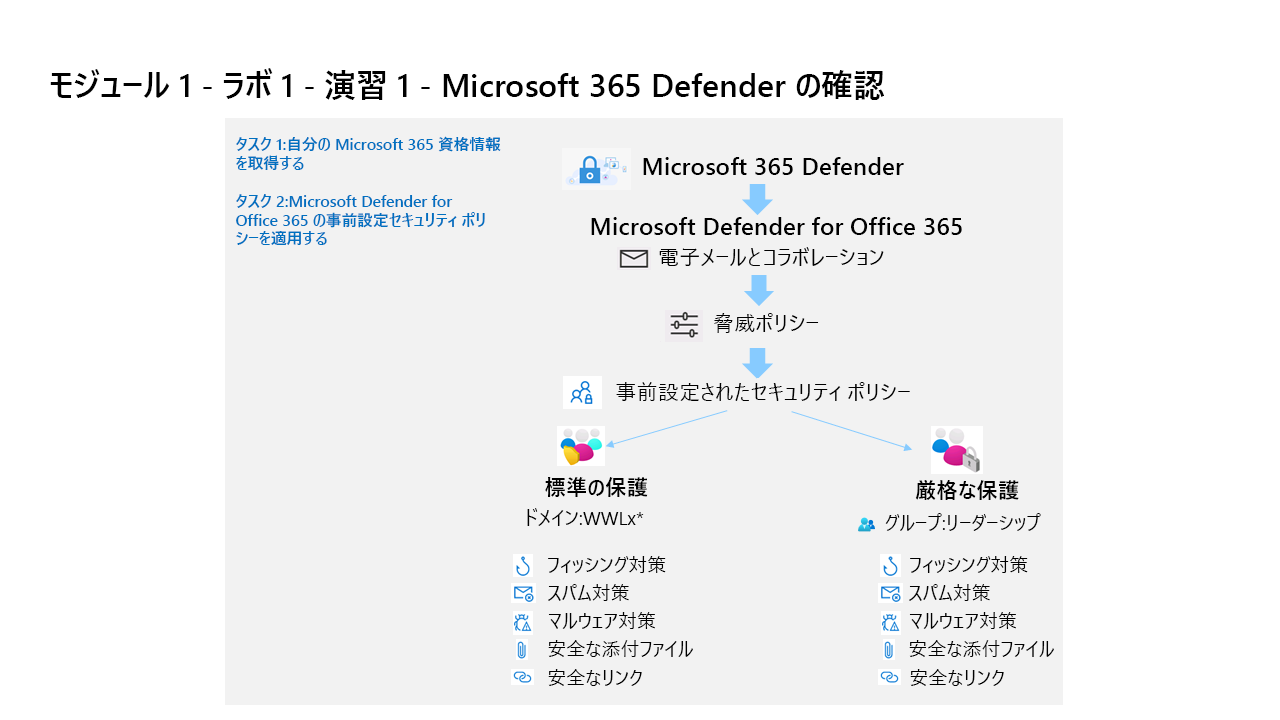 モジュール 1 - ラボ 1 - 演習 1 - Microsoft 365 Defender の確認
タスク 1:自分の Microsoft 365 資格情報
を取得する
タスク 2:Microsoft Defender for
Office 365 の事前設定セキュリティ ポリ
シーを適用する
Microsoft 365 Defender
Microsoft Defender for Office 365
電子メールとコラボレーション
脅威ポリシー
事前設定されたセキュリティ ポリシー
標準の保護
ドメイン:WWLx*
フィッシング対策
スパム対策
マルウェア対策
安全な添付ファイル
安全なリンク
厳格な保護
グループ:リーダーシップ
フィッシング対策
スパム対策
マルウェア対策
安全な添付ファイル
安全なリンク